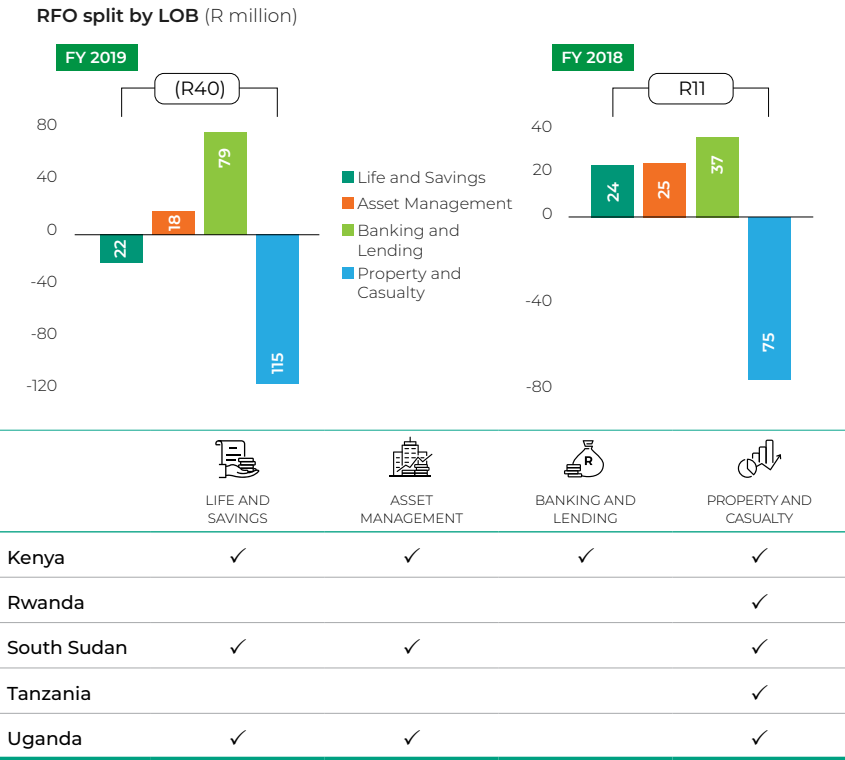 RFO split by LOB (R million)
FY 2019
(R40)
80
40
0
-40
-80
-120
22
18
79
115
Life and Savings
Asset Management
Banking and
Lending
Property and
Casualty
FY 2018
R11
40
20
0
-40
-80
24
25
37
75
R
LIFE AND
SAVINGS
ASSET
MANAGEMENT
BANKING AND
LENDING
PROPERTY AND
CASUALTY
Kenya ✓ ✓ ✓ ✓
Rwanda ✓
South Sudan ✓ ✓ ✓
Tanzania ✓
Uganda ✓ ✓ ✓